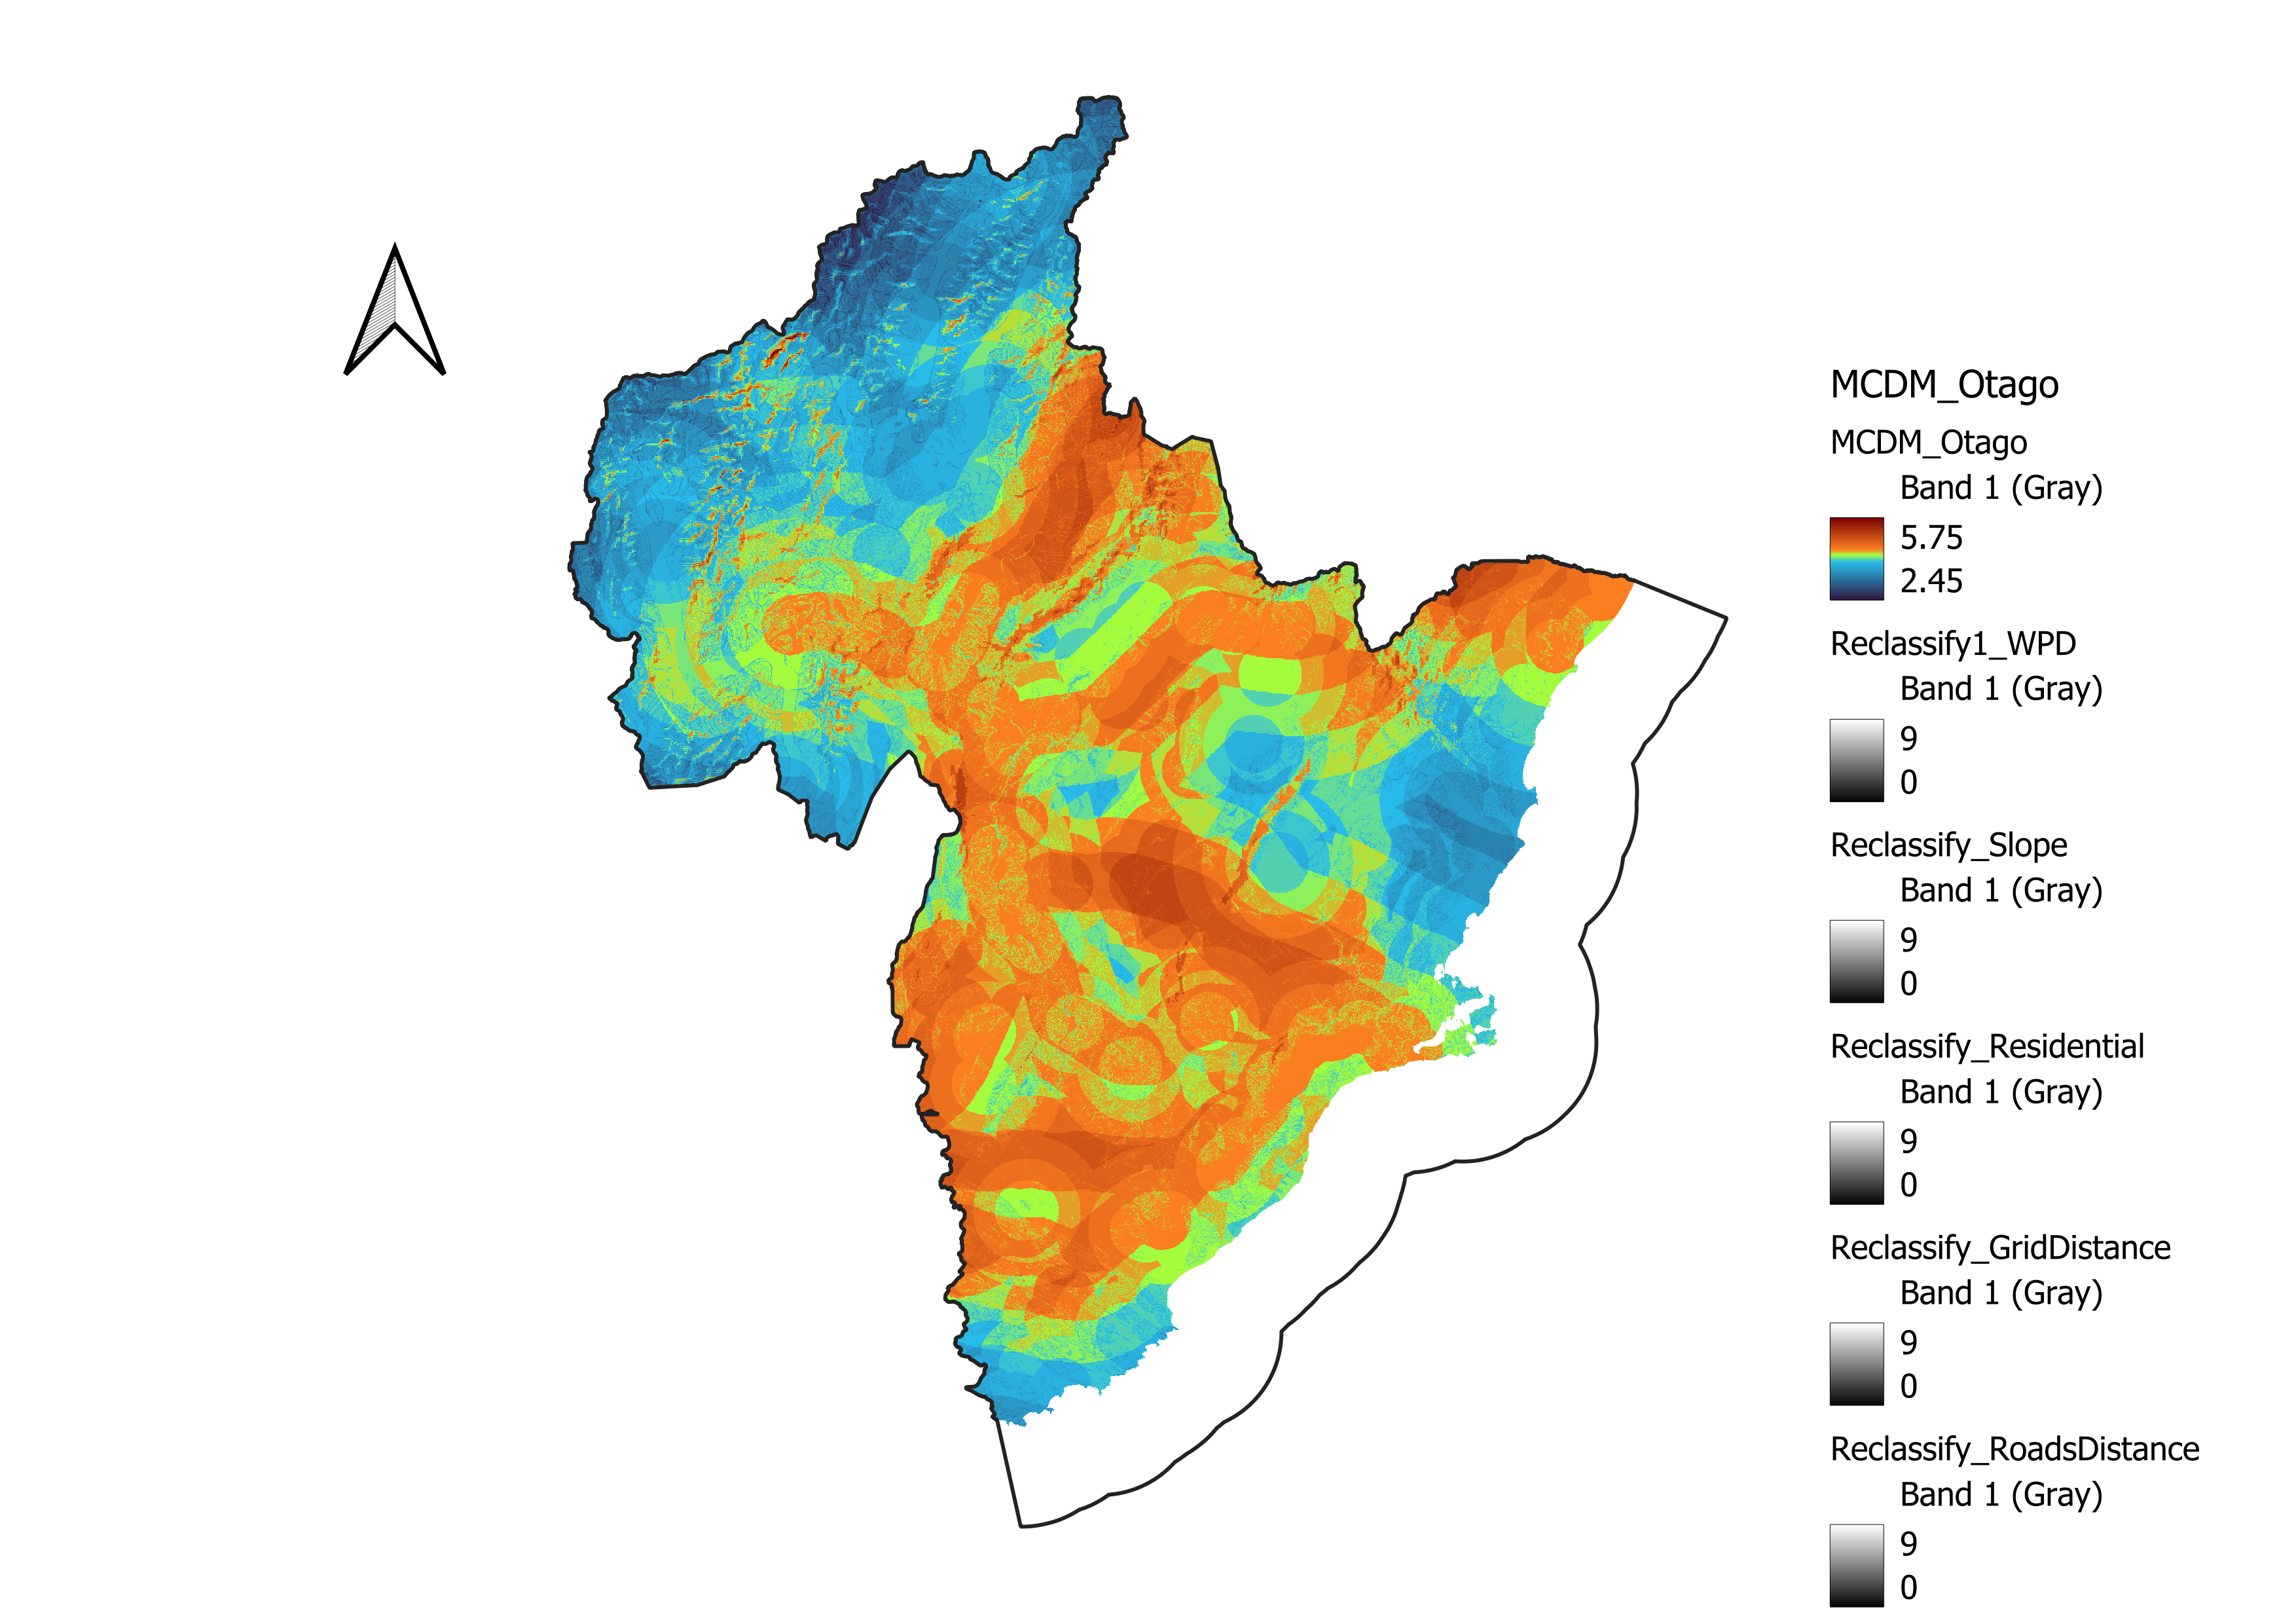 MCDM_Otago
MCDM_Otago
Band 1 (Gray)
5.75
2.45
Reclassify1_WPD
Band 1 (Gray)
9
0
Reclassify_Slope
Band 1 (Gray)
9
0
Reclassify_Residential
Band 1 (Gray)
9
0
Reclassify_GridDistance
Band 1 (Gray)
9
0
Reclassify_RoadsDistance
Band 1 (Gray)
9
0